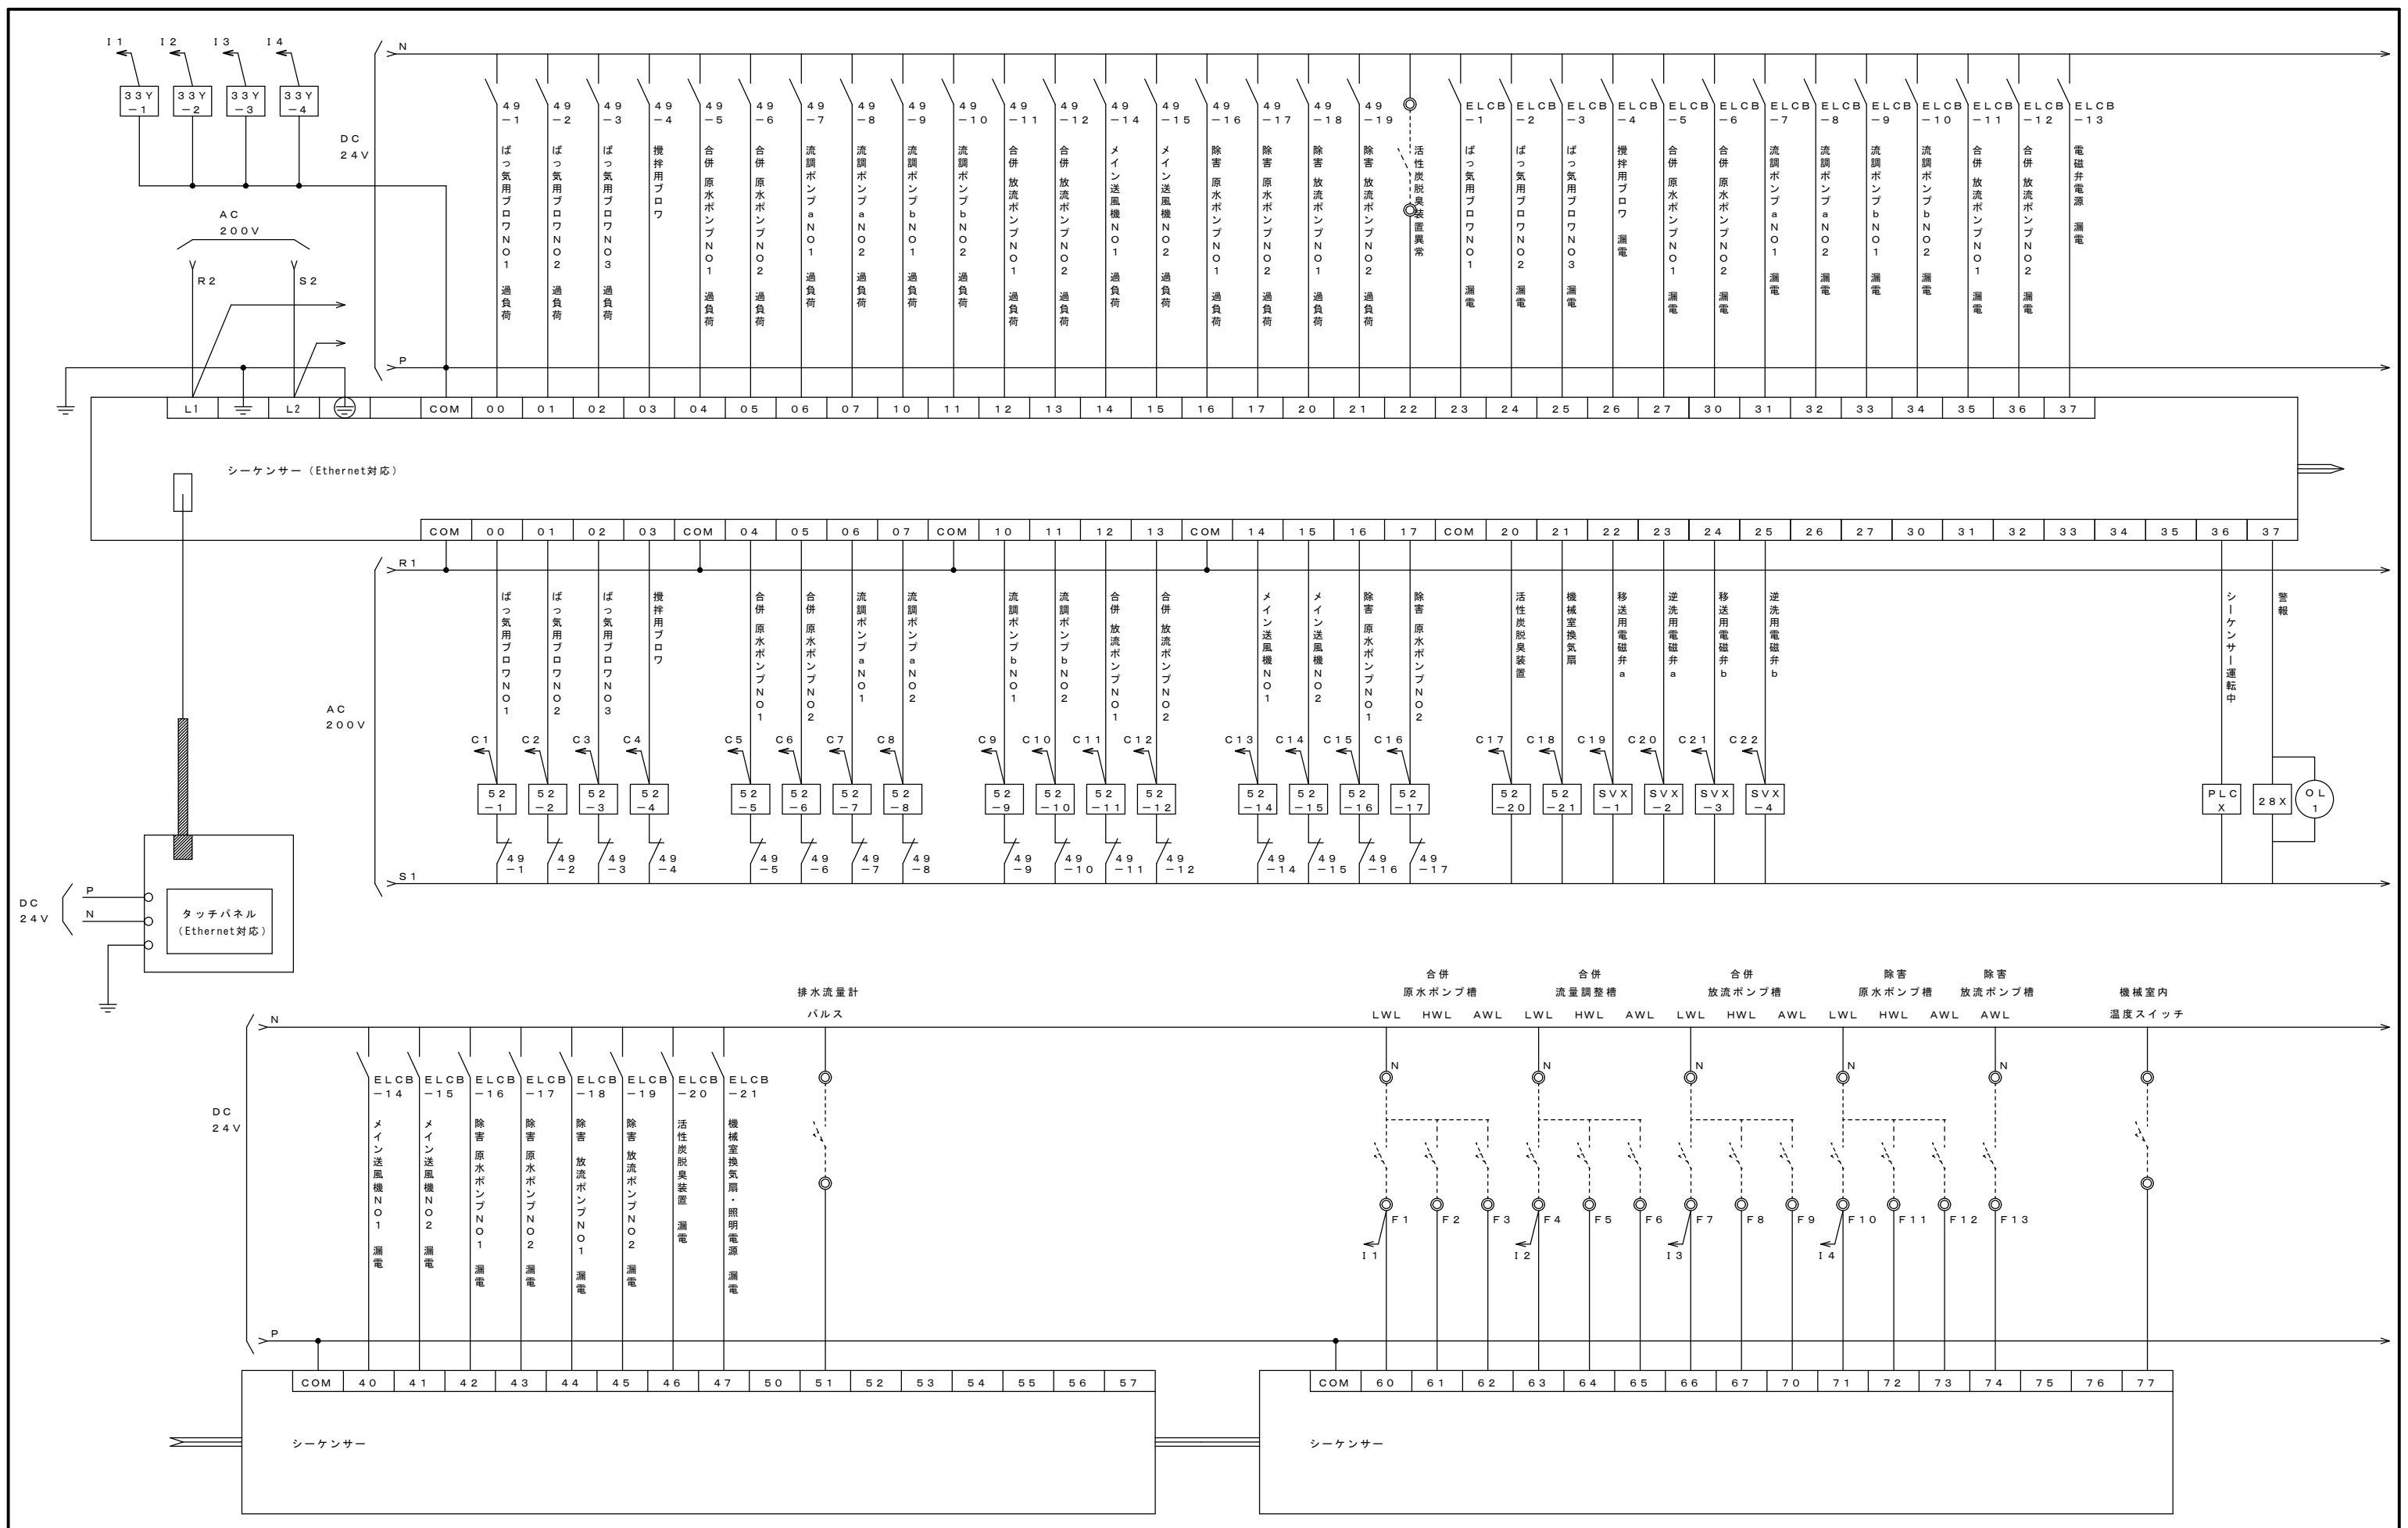 I1 I2 I3 I4
33Y -1
33Y -2
33Y -3
33Y -4
DC 24V
N
P
AC 200V
R2
S2
49 -1 ばっ気用ブロワNO1 過負荷
49 -2 ばっ気用ブロワNO2 過負荷
49 -3 ばっ気用ブロワNO3 過負荷
49 -4 攪拌用ブロワ
49 -5 合併 原水ポンプNO1 過負荷
49 -6 合併 原水ポンプNO2 過負荷
49 -7 流調ポンプaNO1 過負荷
49 -8 流調ポンプaNO2 過負荷
49 -9 流調ポンプbNO1 過負荷
49 -10 流調ポンプbNO2 過負荷
49 -11 合併 放流ポンプNO1 過負荷
49 -12 合併 放流ポンプNO2 過負荷
49 -14 メイン送風機NO1 過負荷
49 -15 メイン送風機NO2 過負荷
49 -16 除害 原水ポンプNO1 過負荷
49 -17 除害 原水ポンプNO2 過負荷
49 -18 除害 放流ポンプNO1 過負荷
49 -19 除害 放流ポンプNO2 過負荷
活性炭脱臭装置異常
ELCB -1 ばっ気用ブロワNO1 漏電
ELCB -2 ばっ気用ブロワNO2 漏電
ELCB -3 ばっ気用ブロワNO3 漏電
ELCB -4 攪拌用ブロワ 漏電
ELCB -5 合併 原水ポンプNO1 漏電
ELCB -6 合併 原水ポンプNO2 漏電
ELCB -7 流調ポンプaNO1 漏電
ELCB -8 流調ポンプaNO2 漏電
ELCB -9 流調ポンプbNO1 漏電
ELCB -10 流調ポンプbNO2 漏電
ELCB -11 合併 放流ポンプNO1 漏電
ELCB -12 合併 放流ポンプNO2 漏電
ELCB -13 電磁弁電源 漏電
L1 L2 COM 00 01 02 03 04 05 06 07 10 11 12 13 14 15 16 17 20 21 22 23 24 25 26 27 30 31 32 33 34 35 36 37
シーケンサー（Ethernet対応）
COM 00 01 02 03 COM 04 05 06 07 COM 10 11 12 13 COM 14 15 16 17 COM 20 21 22 23 24 25 26 27 30 31 32 33 34 35 36 37
AC 200V
R1
S1
ばっ気用ブロワNO1 C1 52 -1 49 -1
ばっ気用ブロワNO2 C2 52 -2 49 -2
ばっ気用ブロワNO3 C3 52 -3 49 -3
攪拌用ブロワ C4 52 -4 49 -4
合併 原水ポンプNO1 C5 52 -5 49 -5
合併 原水ポンプNO2 C6 52 -6 49 -6
流調ポンプaNO1 C7 52 -7 49 -7
流調ポンプaNO2 C8 52 -8 49 -8
流調ポンプbNO1 C9 52 -9 49 -9
流調ポンプbNO2 C10 52 -10 49 -10
合併 放流ポンプNO1 C11 52 -11 49 -11
合併 放流ポンプNO2 C12 52 -12 49 -12
メイン送風機NO1 C13 52 -14 49 -14
メイン送風機NO2 C14 52 -15 49 -15
除害 原水ポンプNO1 C15 52 -16 49 -16
除害 原水ポンプNO2 C16 52 -17 49 -17
活性炭脱臭装置 C17 52 -20
機械室換気扇 C18 52 -21
移送用電磁弁a C19 SVX -1
逆洗用電磁弁a C20 SVX -2
移送用電磁弁b C21 SVX -3
逆洗用電磁弁b C22 SVX -4
シーケンサー運転中 PLC X
警報 28X OL 1
DC 24V
P
N
タッチパネル
（Ethernet対応）
DC 24V
N
P
ELCB -14 メイン送風機NO1 漏電
ELCB -15 メイン送風機NO2 漏電
ELCB -16 除害 原水ポンプNO1 漏電
ELCB -17 除害 原水ポンプNO2 漏電
ELCB -18 除害 放流ポンプNO1 漏電
ELCB -19 除害 放流ポンプNO2 漏電
ELCB -20 活性炭脱臭装置 漏電
ELCB -21 機械室換気扇・照明電源 漏電
排水流量計
パルス
合併 原水ポンプ槽
LWL HWL AWL
合併 流量調整槽
LWL HWL AWL
合併 放流ポンプ槽
LWL HWL AWL
除害 原水ポンプ槽
LWL HWL AWL
除害 放流ポンプ槽
AWL
機械室内
温度スイッチ
N N N N N
F1 F2 F3 F4 F5 F6 F7 F8 F9 F10 F11 F12 F13
I1 I2 I3 I4
COM 40 41 42 43 44 45 46 47 50 51 52 53 54 55 56 57
シーケンサー
COM 60 61 62 63 64 65 66 67 70 71 72 73 74 75 76 77
シーケンサー